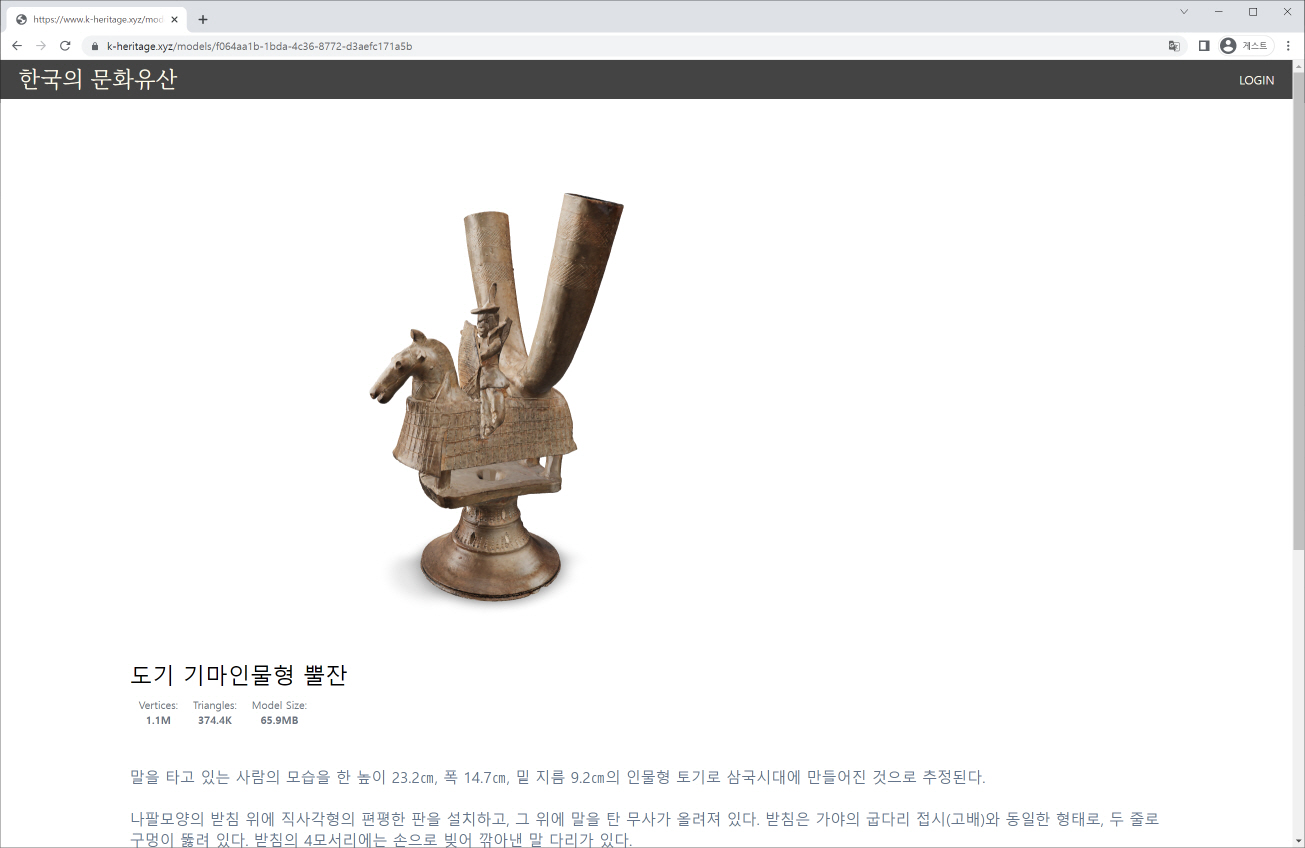 https://www.k-heritage.xyz/mod
k-heritage.xyz/models/f064aa1b-1bda-4c36-8772-d3aefc171a5b
게스트
한국의 문화유산
LOGIN
도기 기마인물형 뿔잔
Vertices: Triangles: Model Size:
1.1M 374.4K 65.9MB
말을 타고 있는 사람의 모습을 한 높이 23.2㎝, 폭 14.7㎝, 밑 지름 9.2㎝의 인물형 토기로 삼국시대에 만들어진 것으로 추정된다.
나팔모양의 받침 위에 직사각형의 편평한 판을 설치하고, 그 위에 말을 탄 무사가 올려져 있다. 받침은 가야의 굽다리 접시(고배)와 동일한 형태로, 두 줄로
구멍이 뚫려 있다. 받침의 4모서리에는 손으로 빚어 깎아낸 말 다리가 있다.